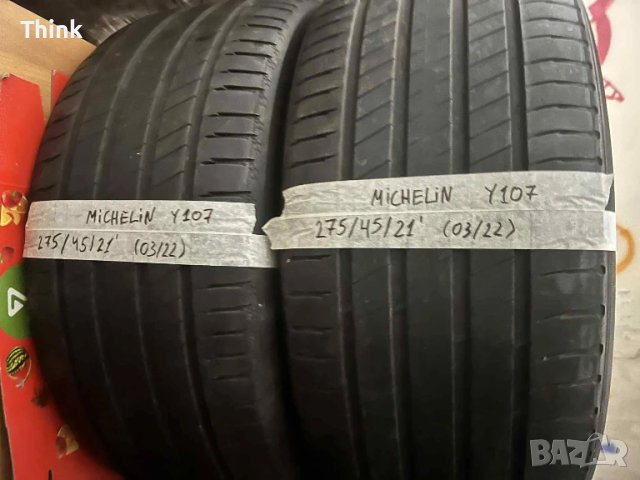 Think
MiCHELiN Y107
275/45/21' (03/22)
MiCHELiN Y107
275/45/21' (03/22)
BAZAR